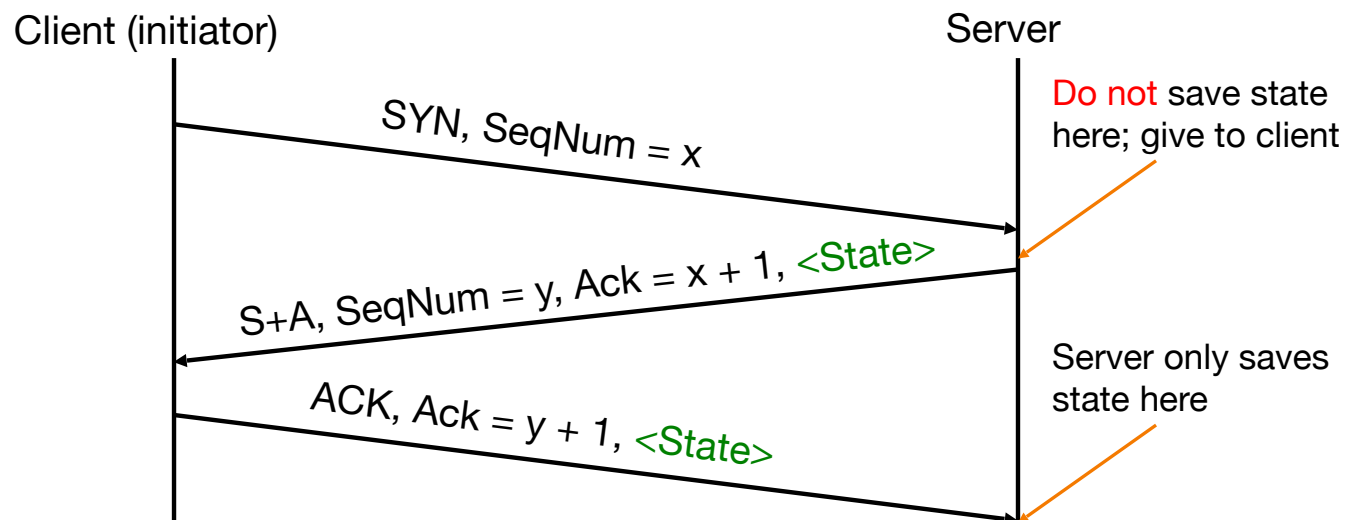 Client (initiator)
Server
Do not save state
here; give to client
SYN, SeqNum = x
S+A, SeqNum = y, Ack = x + 1, <State>
Server only saves
state here
ACK, Ack = y + 1, <State>